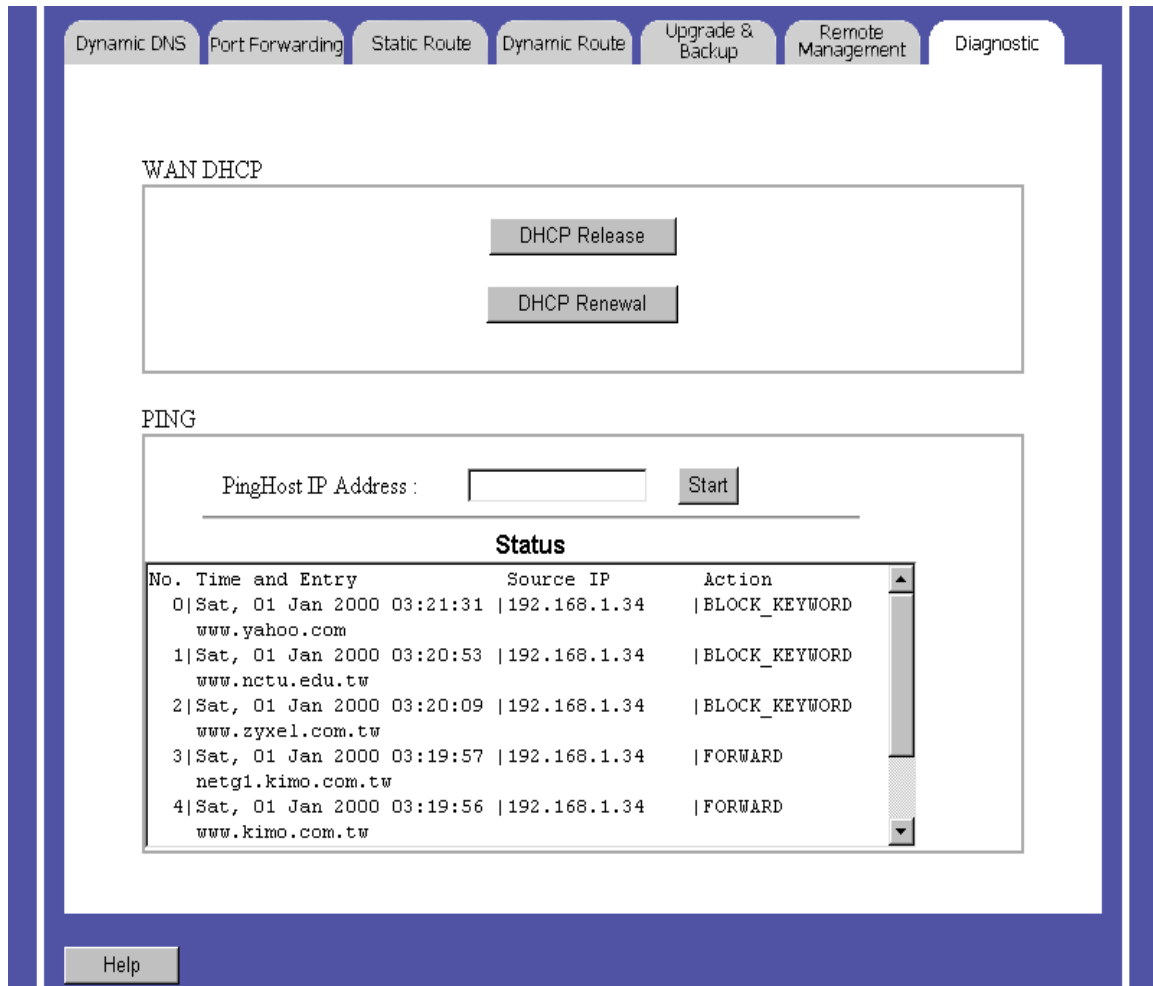 Dynamic DNS Port Forwarding Static Route Dynamic Route Upgrade & Backup Remote Management Diagnostic
WAN DHCP
DHCP Release
DHCP Renewal
PING
PingHost IP Address : Start
Status
No. Time and Entry Source IP Action
0|Sat, 01 Jan 2000 03:21:31 |192.168.1.34 |BLOCK_KEYWORD
www.yahoo.com
1|Sat, 01 Jan 2000 03:20:53 |192.168.1.34 |BLOCK_KEYWORD
www.nctu.edu.tw
2|Sat, 01 Jan 2000 03:20:09 |192.168.1.34 |BLOCK_KEYWORD
www.zyxel.com.tw
3|Sat, 01 Jan 2000 03:19:57 |192.168.1.34 |FORWARD
netg1.kimo.com.tw
4|Sat, 01 Jan 2000 03:19:56 |192.168.1.34 |FORWARD
www.kimo.com.tw
Help